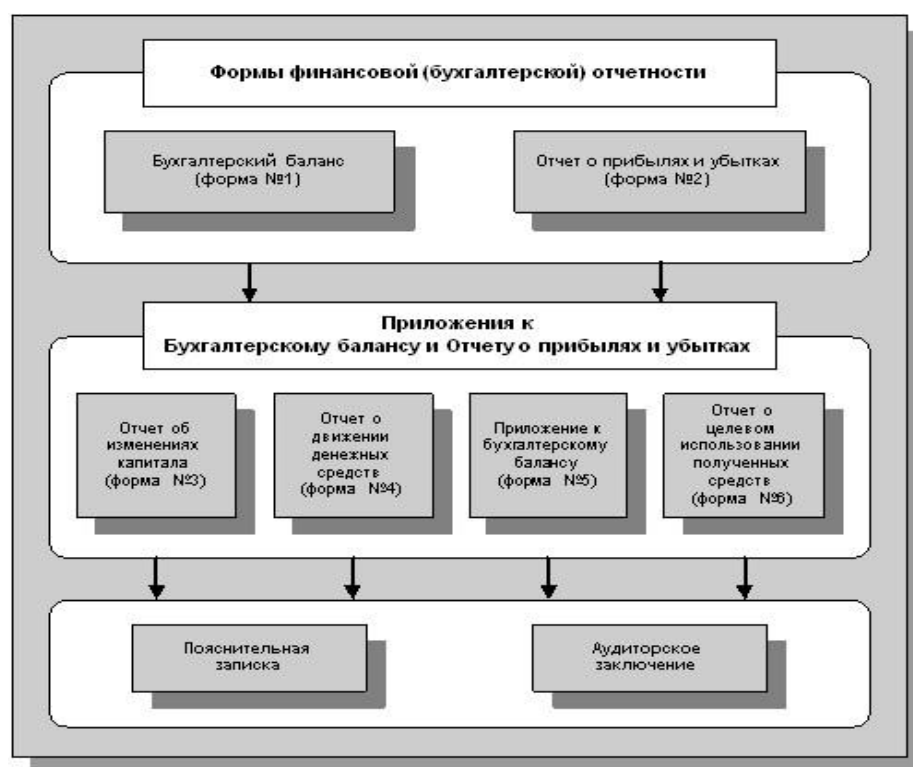 Формы финансовой (бухгалтерской) отчетности
Бухгалтерский баланс
(форма №1)
Отчет о прибылях и убытках
(форма №2)
Приложения к
Бухгалтерскому балансу и Отчету о прибылях и убытках
Отчет об
изменениях
капитала
(форма №3)
Отчет о
движении
денежных
средств
(форма №4)
Приложение к
бухгалтерскому
балансу
(форма №5)
Отчет о
целевом
использовании
полученных
средств
(форма №6)
Пояснительная
записка
Аудиторское
заключение